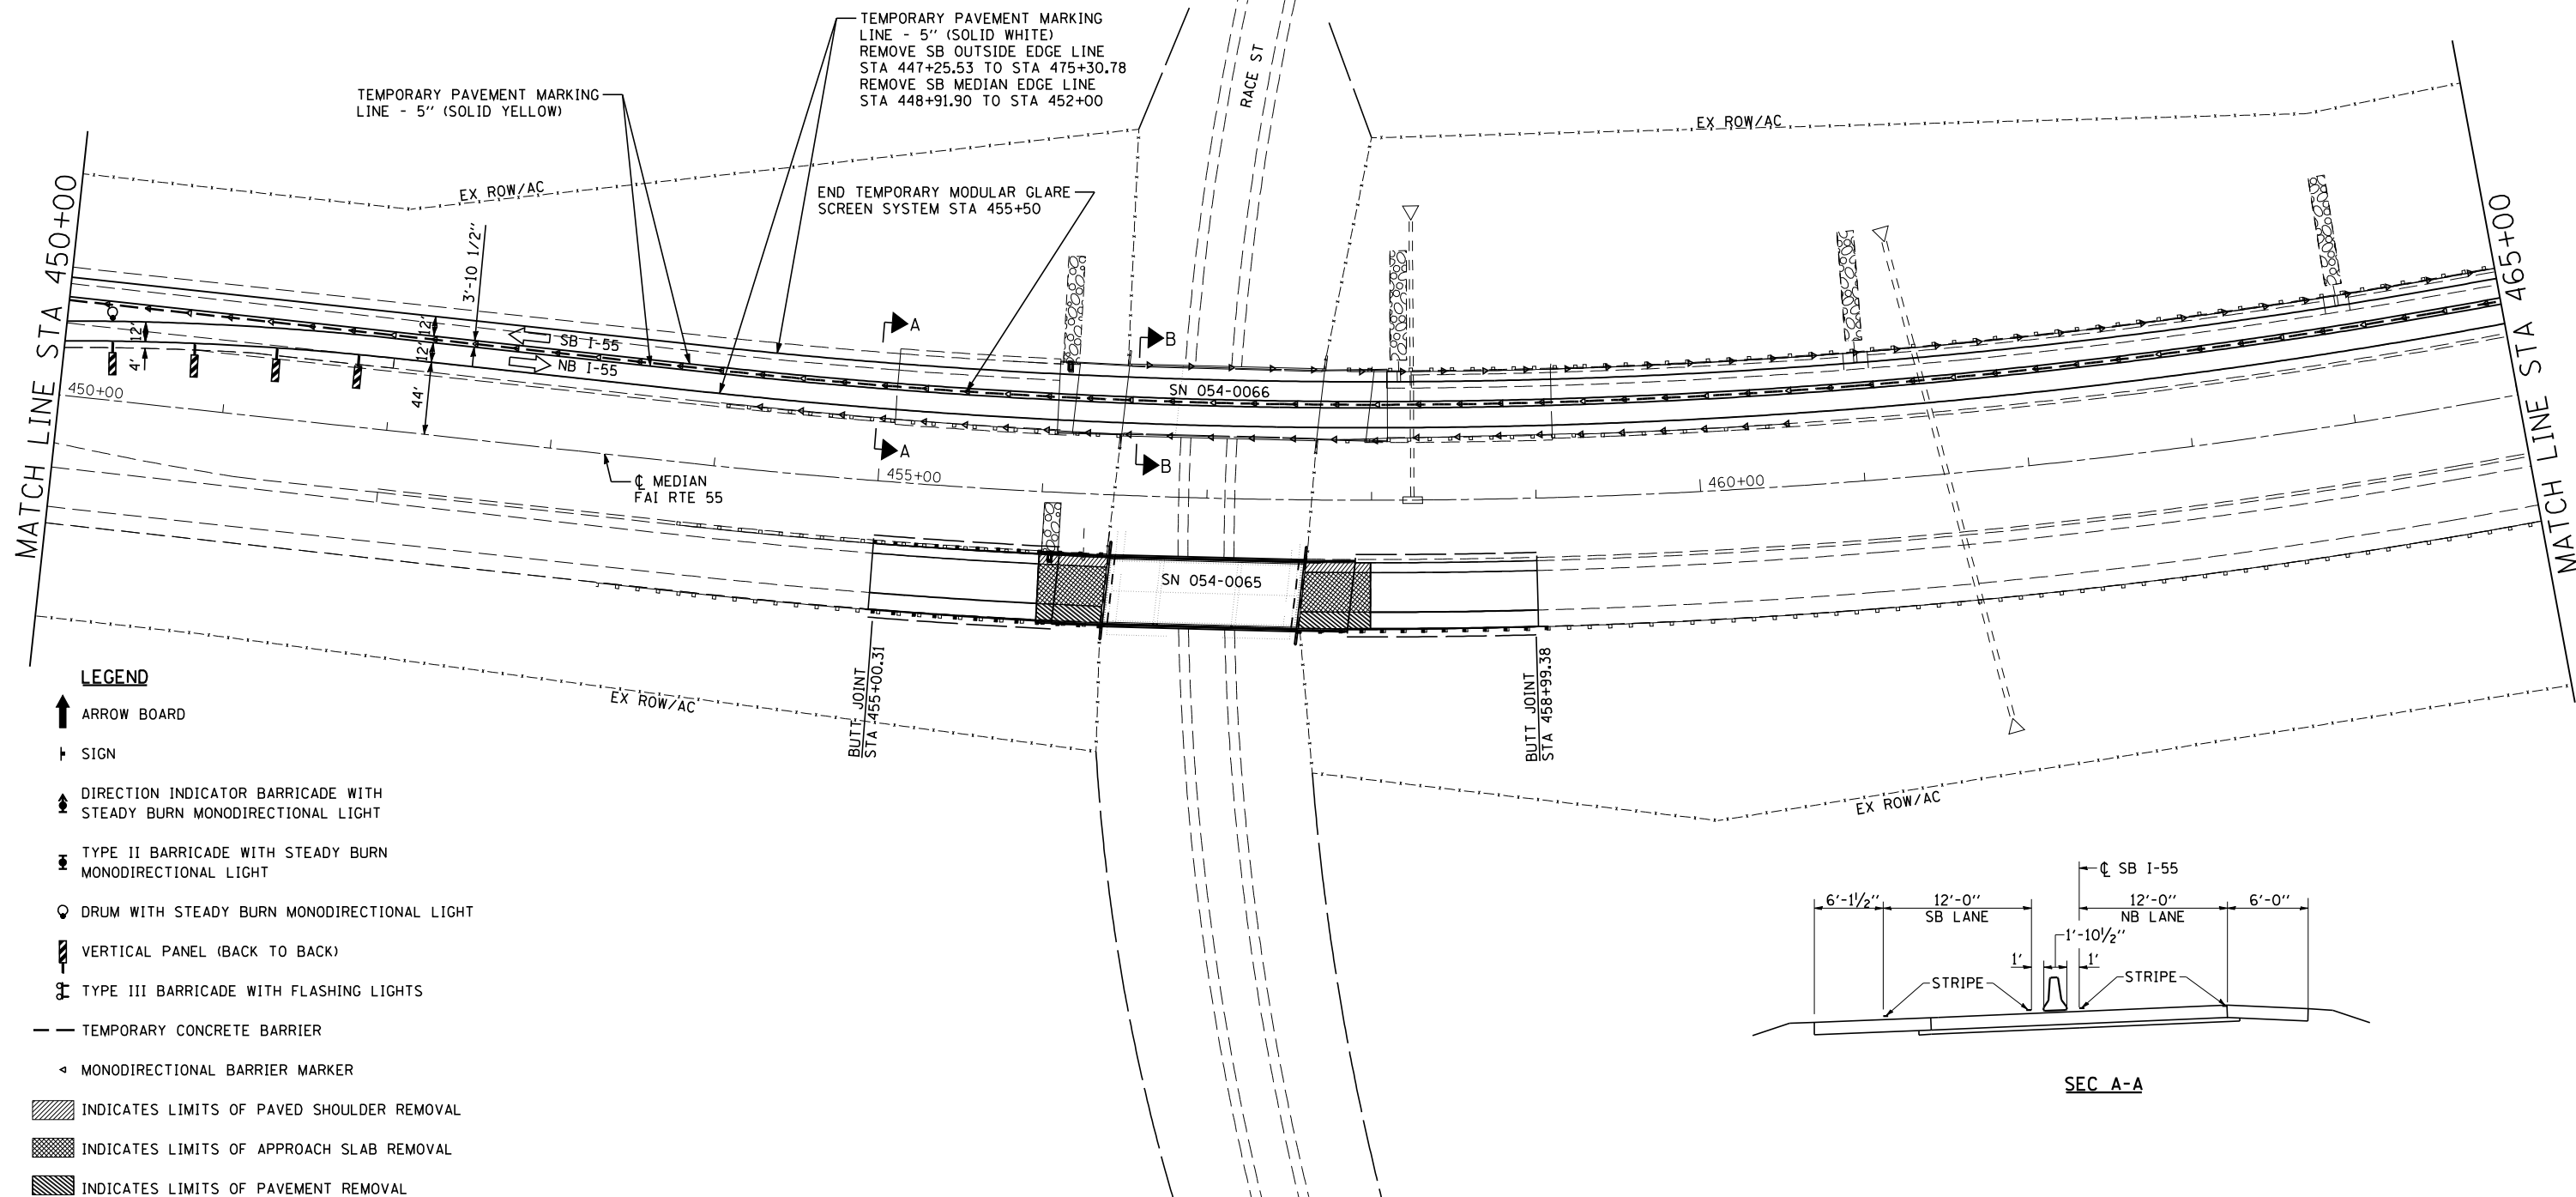 TEMPORARY PAVEMENT MARKING
LINE - 5" (SOLID WHITE)
REMOVE SB OUTSIDE EDGE LINE
STA 447+25.53 TO STA 475+30.78
REMOVE SB MEDIAN EDGE LINE
STA 448+91.90 TO STA 452+00
TEMPORARY PAVEMENT MARKING
LINE - 5" (SOLID YELLOW)
RACE ST
EX ROW/AC
EX ROW/AC
END TEMPORARY MODULAR GLARE
SCREEN SYSTEM STA 455+50
MATCH LINE STA 450+00
MATCH LINE STA 465+00
3'-10 1/2"
12'
12'
12'
4'
44'
SB I-55
NB I-55
A
A
B
B
SN 054-0066
450+00
455+00
460+00
℄ MEDIAN
FAI RTE 55
SN 054-0065
BUTT JOINT
STA 455+00.31
BUTT JOINT
STA 458+99.38
EX ROW/AC
EX ROW/AC
LEGEND
ARROW BOARD
SIGN
DIRECTION INDICATOR BARRICADE WITH
STEADY BURN MONODIRECTIONAL LIGHT
TYPE II BARRICADE WITH STEADY BURN
MONODIRECTIONAL LIGHT
DRUM WITH STEADY BURN MONODIRECTIONAL LIGHT
VERTICAL PANEL (BACK TO BACK)
TYPE III BARRICADE WITH FLASHING LIGHTS
TEMPORARY CONCRETE BARRIER
MONODIRECTIONAL BARRIER MARKER
INDICATES LIMITS OF PAVED SHOULDER REMOVAL
INDICATES LIMITS OF APPROACH SLAB REMOVAL
INDICATES LIMITS OF PAVEMENT REMOVAL
℄ SB I-55
6'-1½" 12'-0" 12'-0" 6'-0"
SB LANE NB LANE
1'-10½"
1' 1'
STRIPE STRIPE
SEC A-A